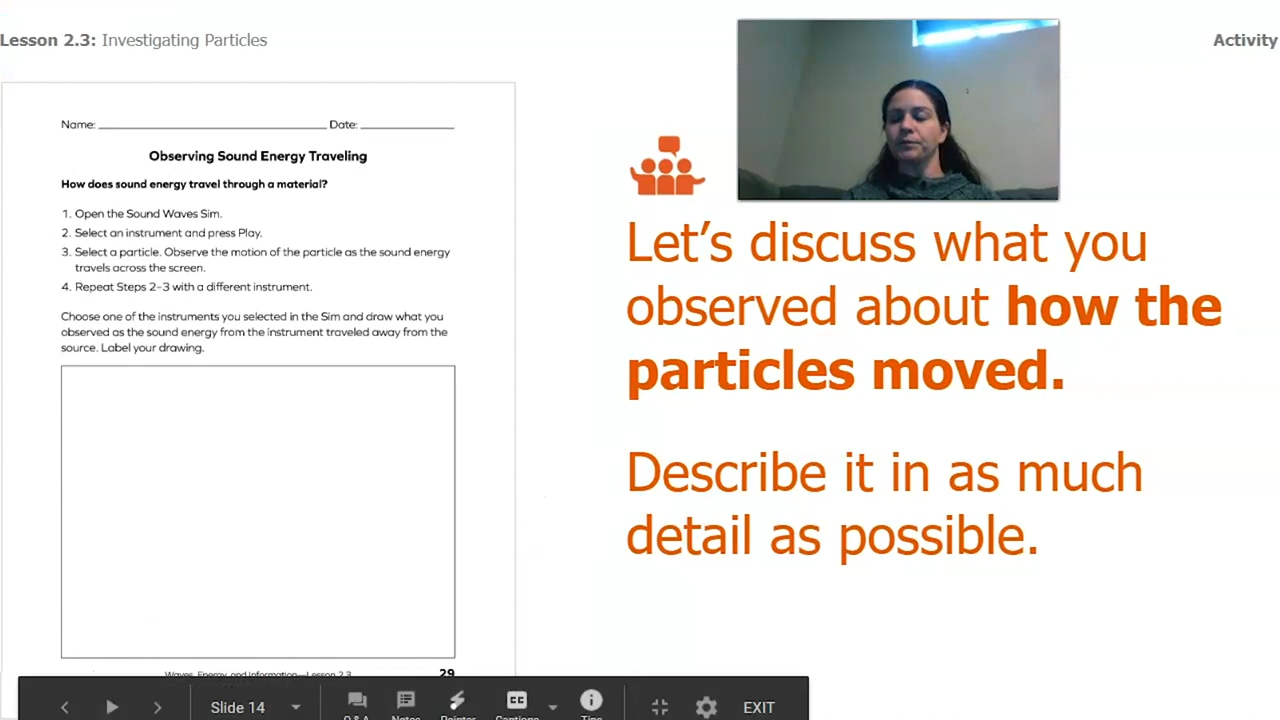 Lesson 2.3: Investigating Particles
Activity
Name: Date:
Observing Sound Energy Traveling
How does sound energy travel through a material?
1. Open the Sound Waves Sim.
2. Select an instrument and press Play.
3. Select a particle. Observe the motion of the particle as the sound energy
travels across the screen.
4. Repeat Steps 2–3 with a different instrument.
Choose one of the instruments you selected in the Sim and draw what you
observed as the sound energy from the instrument traveled away from the
source. Label your drawing.
Waves, Energy, and Information—Lesson 2.3
29
Let's discuss what you
observed about how the
particles moved.
Describe it in as much
detail as possible.
Slide 14
Q & A
Notes
Pointer
CC
Captions
Tips
EXIT